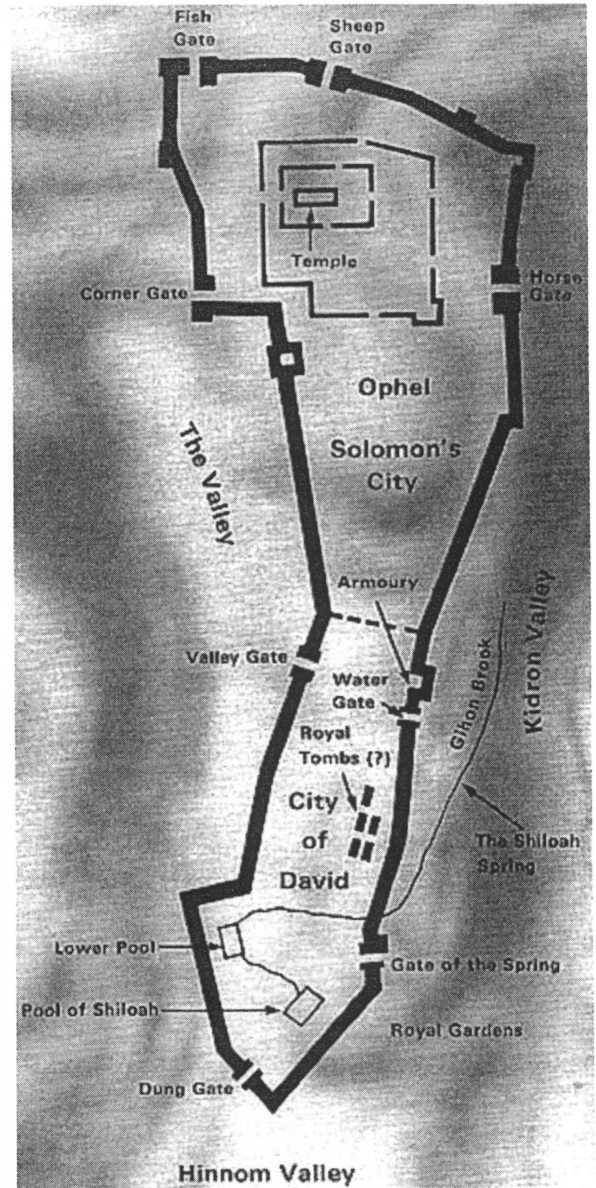 Fish
Gate
Sheep
Gate
Temple
Corner Gate
Horse
Gate
Ophel
Solomon's
City
The Valley
Armoury
Kidron Valley
Gihon Brook
Valley Gate
Water
Gate
Royal
Tombs (?)
City
of
David
The Shiloah
Spring
Lower Pool
Gate of the Spring
Pool of Shiloah
Royal Gardens
Dung Gate
Hinnom Valley